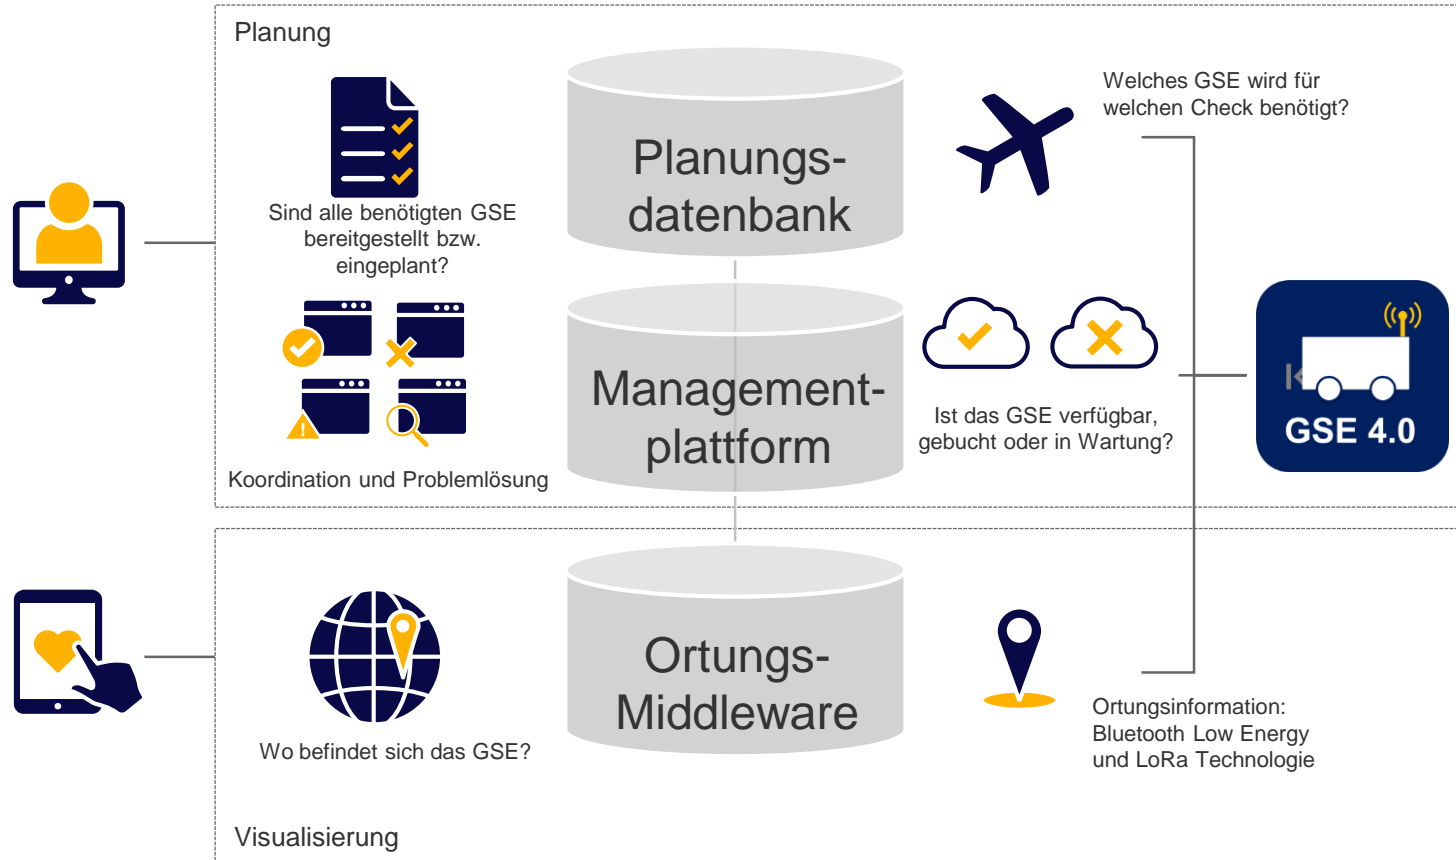 Planung
Sind alle benötigten GSE
bereitgestellt bzw.
eingeplant?
Planungs-
datenbank
Welches GSE wird für
welchen Check benötigt?
Koordination und Problemlösung
Management-
plattform
Ist das GSE verfügbar,
gebucht oder in Wartung?
GSE 4.0
Wo befindet sich das GSE?
Ortungs-
Middleware
Ortungsinformation:
Bluetooth Low Energy
und LoRa Technologie
Visualisierung